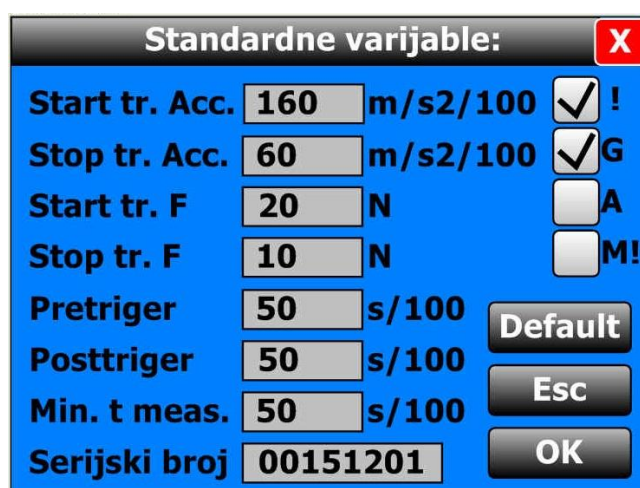 Standardne varijable: X
Start tr. Acc. 160 m/s2/100 !
Stop tr. Acc. 60 m/s2/100 G
Start tr. F 20 N A
Stop tr. F 10 N M!
Pretriger 50 s/100
Default
Posttriger 50 s/100
Esc
Min. t meas. 50 s/100
Serijski broj 00151201 OK